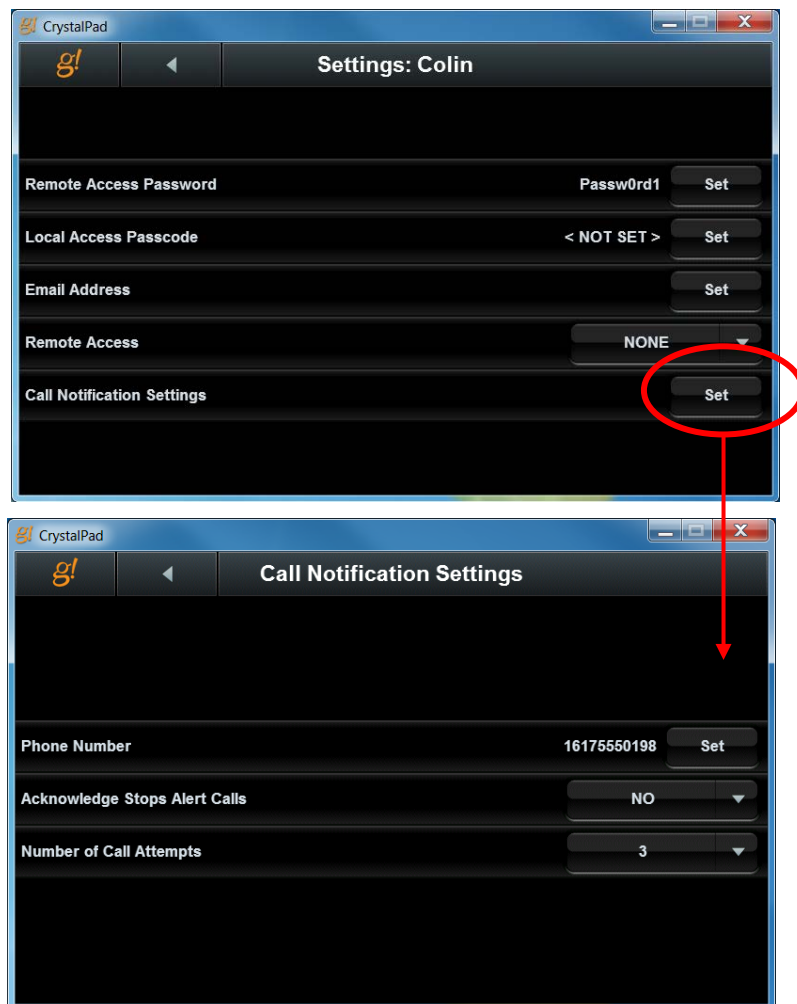 g! CrystalPad
g! Settings: Colin
Remote Access Password Passw0rd1 Set
Local Access Passcode < NOT SET > Set
Email Address Set
Remote Access NONE
Call Notification Settings Set
g! CrystalPad
g! Call Notification Settings
Phone Number 16175550198 Set
Acknowledge Stops Alert Calls NO
Number of Call Attempts 3